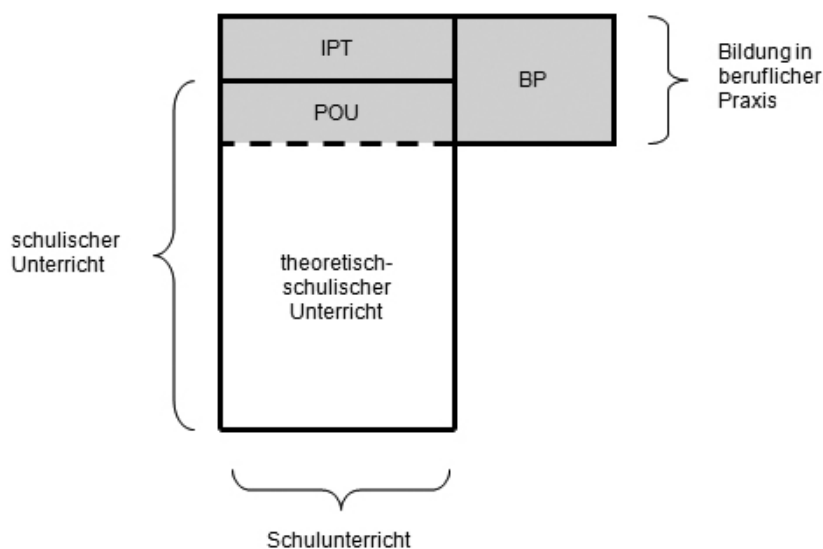 IPT
BP
Bildung in
beruflicher
Praxis
POU
schulischer
Unterricht
theoretisch-
schulischer
Unterricht
Schulunterricht